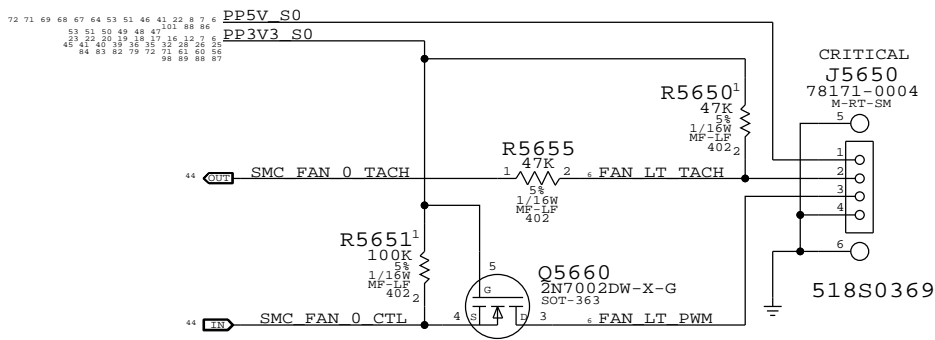 72 71 69 68 67 64 53 51 46 41 22 8 7 6 PP5V_S0
101 88 86
53 51 50 49 48 47
23 22 20 19 18 17 16 12 7 6 PP3V3_S0
45 41 40 39 36 35 32 28 26 25
84 83 82 79 72 71 61 60 56
98 89 88 87
CRITICAL
J5650
78171-0004
M-RT-SM
R5650 1
47K
5%
1/16W
MF-LF
402 2
5
R5655
1 47K 2
5%
1/16W
MF-LF
402
44 OUT SMC_FAN_0_TACH
6 FAN_LT_TACH
1
2
3
4
6
R5651 1
100K
5%
1/16W
MF-LF
402 2
5
Q5660
2N7002DW-X-G
SOT-363
G
S
D
518S0369
44 IN SMC_FAN_0_CTL
4
3
6 FAN_LT_PWM